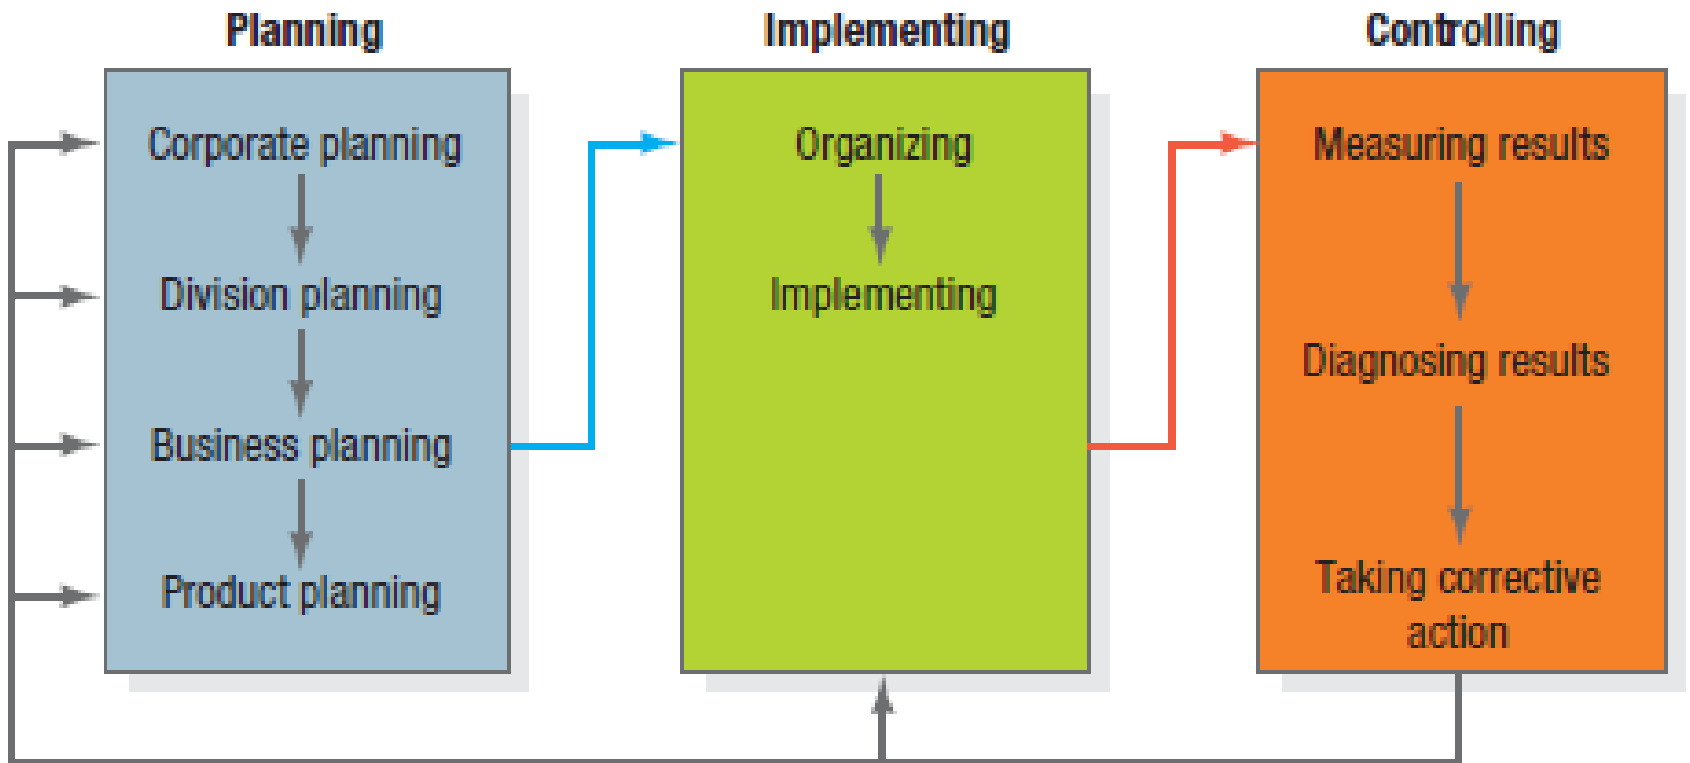 Planning
Corporate planning
Division planning
Business planning
Product planning
Implementing
Organizing
Implementing
Controlling
Measuring results
Diagnosing results
Taking corrective
action